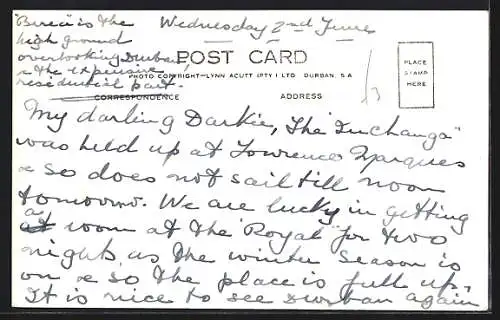 "Berea is the
high ground
overlooking Durban,
& the expensive
residential part.
Wednesday 2nd June
POST CARD
PHOTO COPYRIGHT—LYNN ACUTT (PTY) LTD DURBAN, S.A
CORRESPONDENCE
ADDRESS
PLACE
STAMP
HERE
My darling Darkie, The "Inchanga"
was held up at Lourenco Marques
& so does not sail till noon
tomorrow. We are lucky in getting
a room at the "Royal" for two
nights, as the winter season is
on & so the place is full up.
It is nice to see Durban again